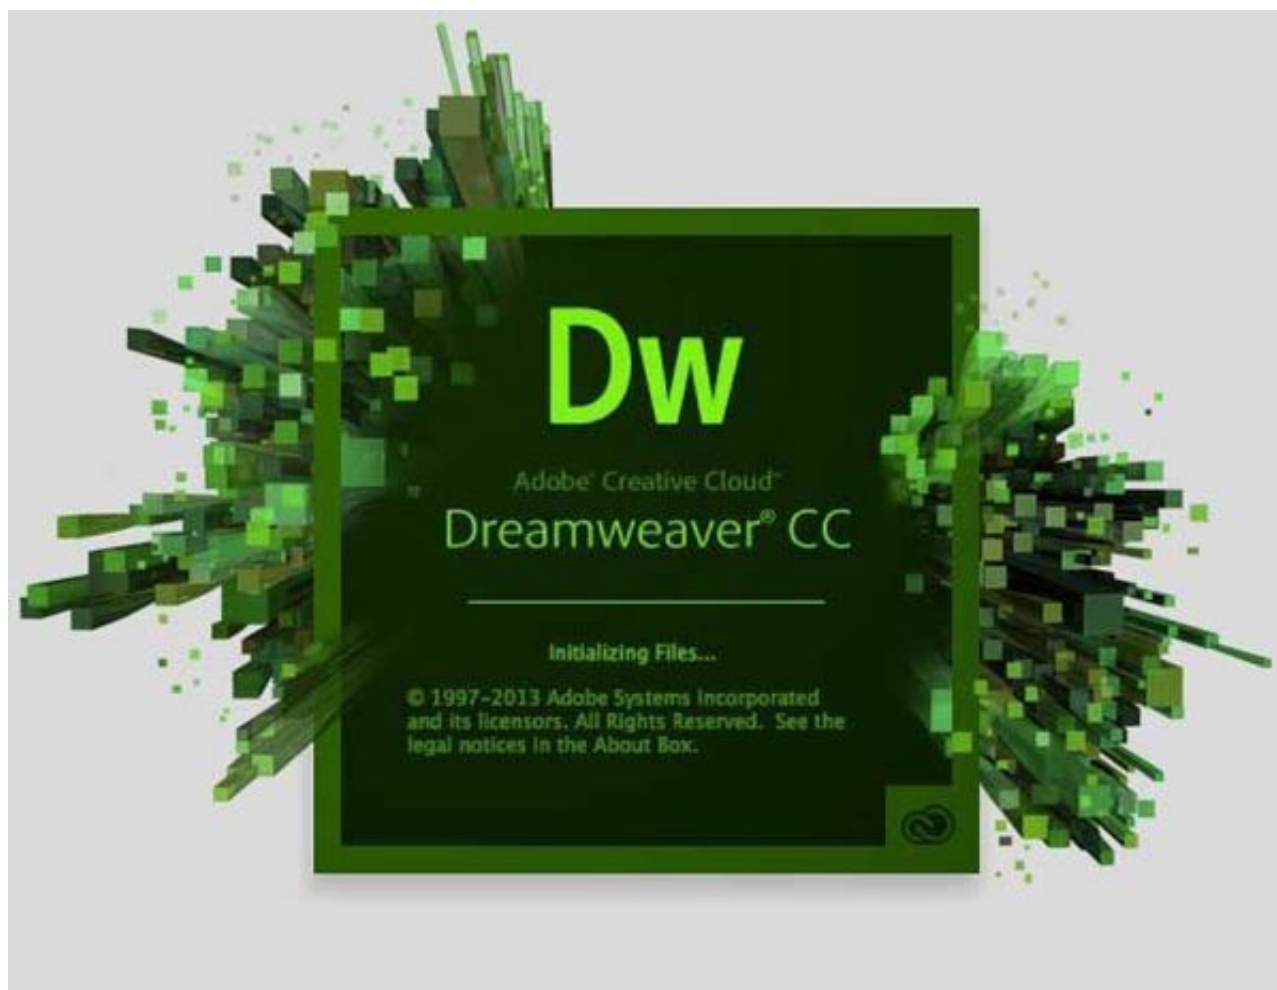 Dw
Adobe® Creative Cloud™
Dreamweaver® CC
Initializing Files...
© 1997-2013 Adobe Systems Incorporated
and its licensors. All Rights Reserved. See the
legal notices in the About Box.